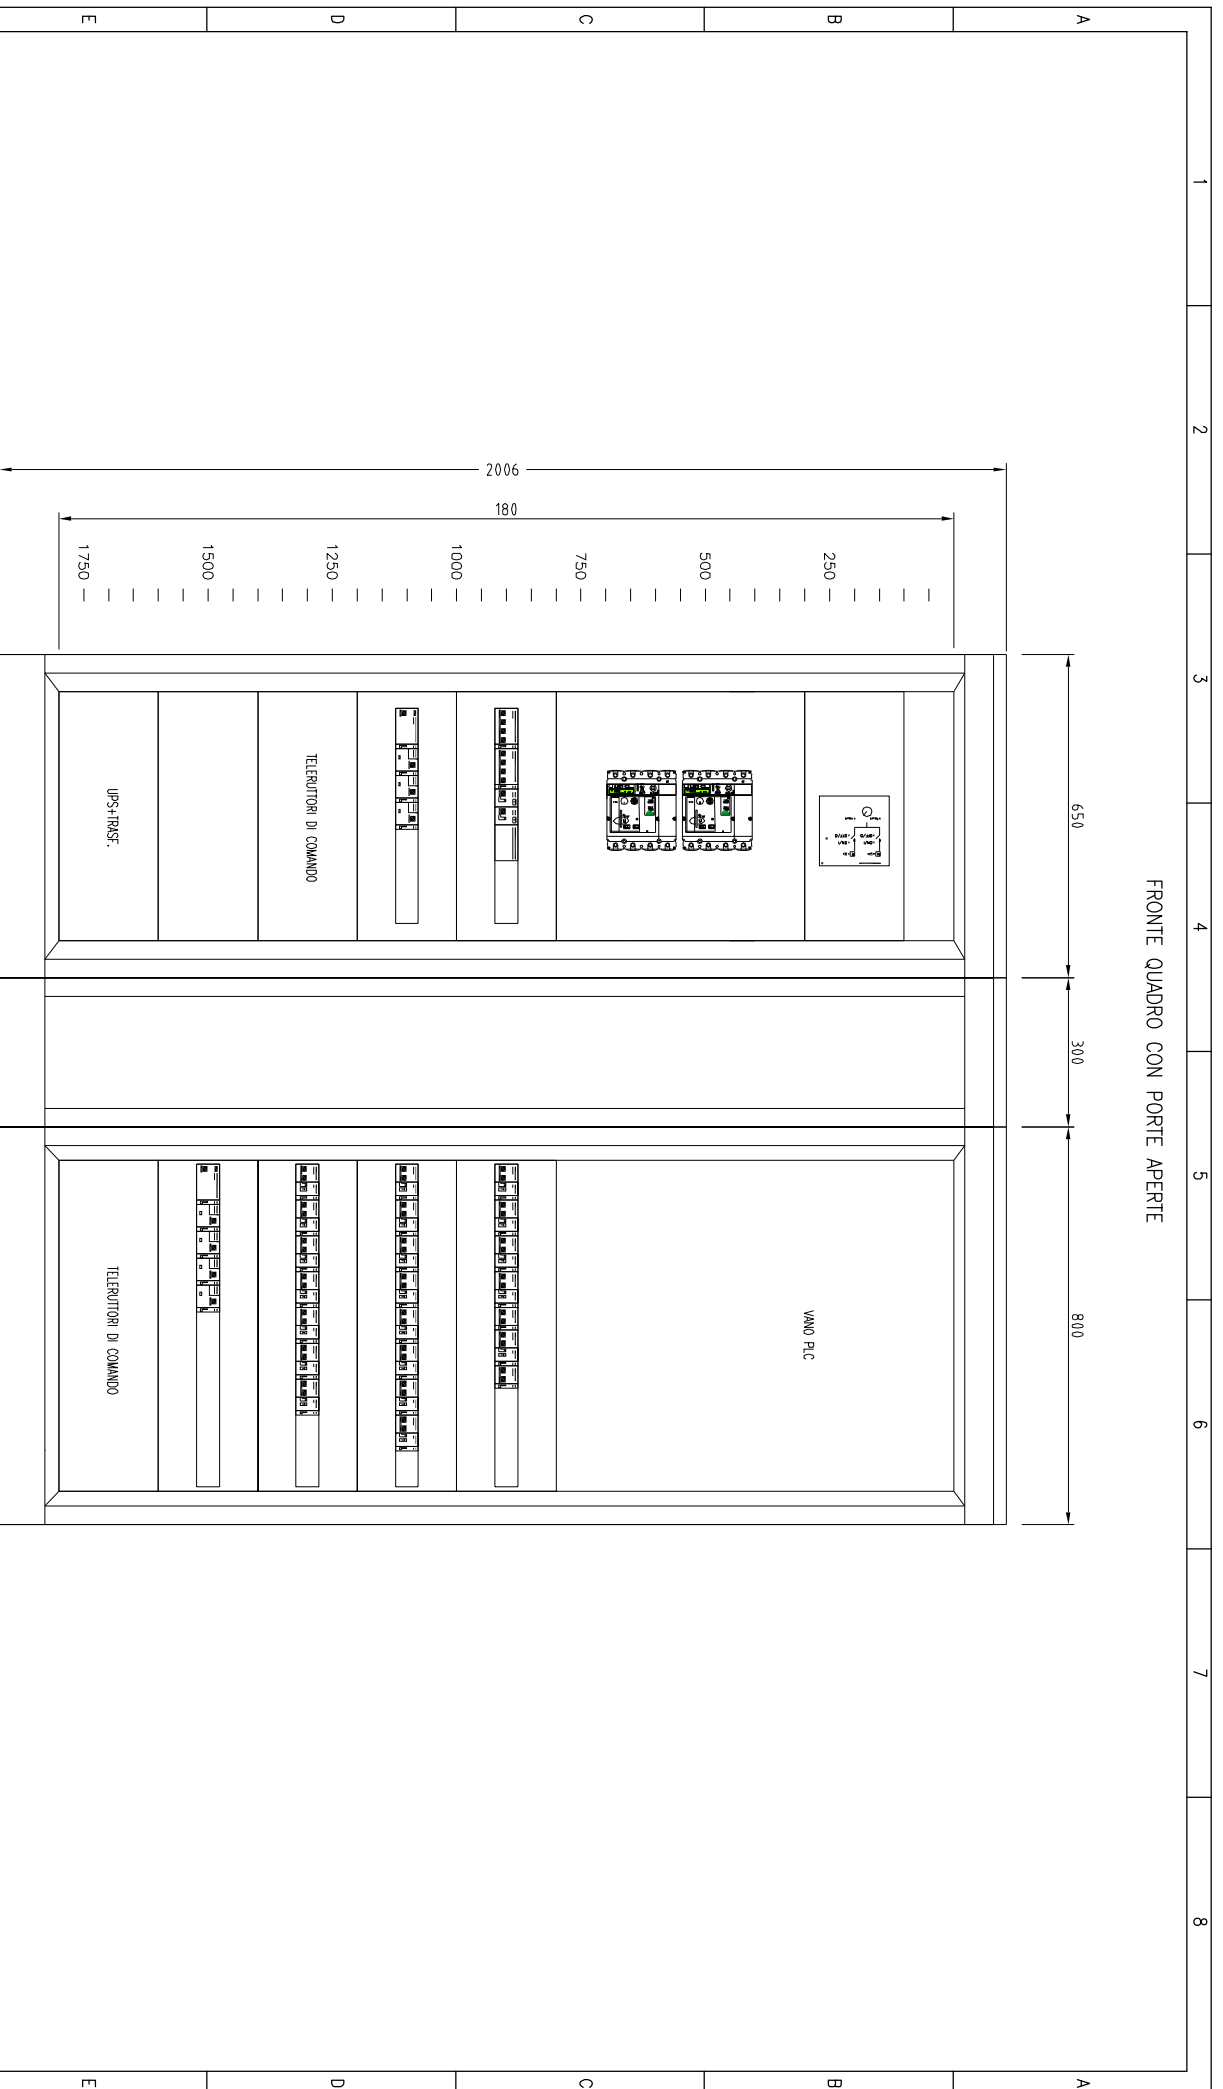 1 2 3 4 5 6 7 8
A
B
C
D
E
A
B
C
D
E
FRONTE QUADRO CON PORTE APERTE
650 300 800
2006
180
250
500
750
1000
1250
1500
1750
VANO PLC
TELERUTTORI DI COMANDO
UPS+TRASF.
TELERUTTORI DI COMANDO